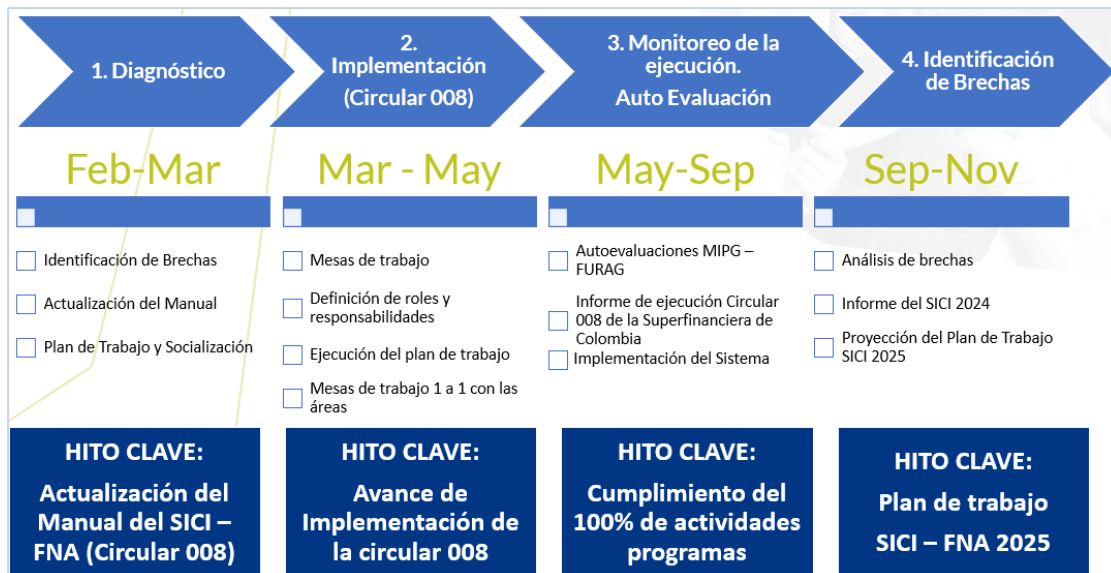 1. Diagnóstico
2.
Implementación
(Circular 008)
3. Monitoreo de la
ejecución.
Auto Evaluación
4. Identificación
de Brechas
Feb-Mar
Mar - May
May-Sep
Sep-Nov
Identificación de Brechas
Actualización del Manual
Plan de Trabajo y Socialización
Mesas de trabajo
Definición de roles y
responsabilidades
Ejecución del plan de trabajo
Mesas de trabajo 1 a 1 con las
áreas
Autoevaluaciones MIPG –
FURAG
Informe de ejecución Circular
008 de la Superfinanciera de
Colombia
Implementación del Sistema
Análisis de brechas
Informe del SICI 2024
Proyección del Plan de Trabajo
SICI 2025
HITO CLAVE:
Actualización del
Manual del SICI –
FNA (Circular 008)
HITO CLAVE:
Avance de
Implementación de
la circular 008
HITO CLAVE:
Cumplimiento del
100% de actividades
programas
HITO CLAVE:
Plan de trabajo
SICI – FNA 2025